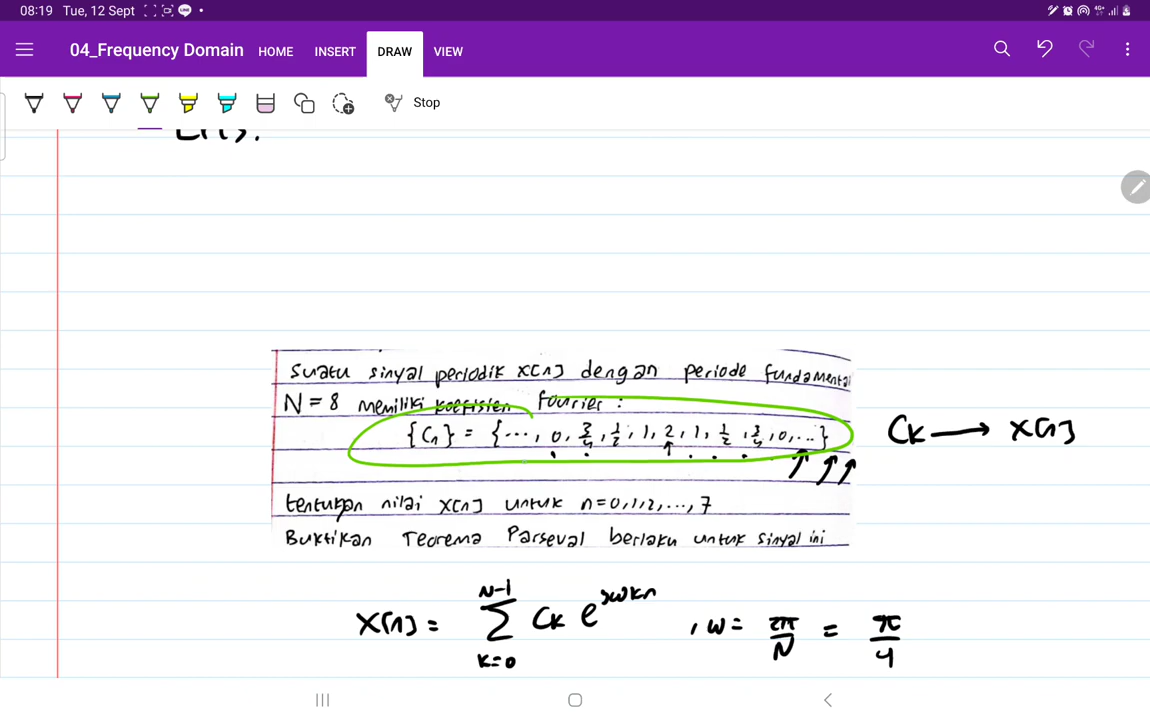 08:19 Tue, 12 Sept
04_Frequency Domain HOME INSERT DRAW VIEW
Stop
Suatu sinyal periodik x[n] dengan periode fundamental
N = 8 memiliki koefisien fourier :
{Cn} = {..., 0, 3/4, 1/2, 1, 2, 1, 1/2, 3/4, 0, ...}
Ck → x[n]
tentukan nilai x[n] untuk n=0,1,2,...,7
Buktikan Teorema Parseval berlaku untuk sinyal ini
N-1
x[n] = Σ Ck e^jωkn , ω = 2π/N = π/4
k=0